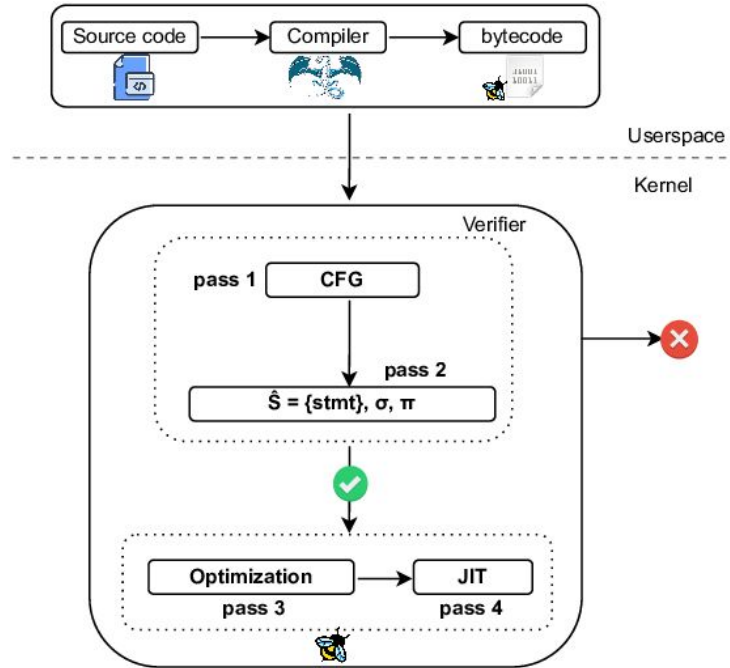 Source code
Compiler
bytecode
Userspace
Kernel
Verifier
pass 1
CFG
pass 2
Ŝ = {stmt}, σ, π
Optimization
JIT
pass 3
pass 4